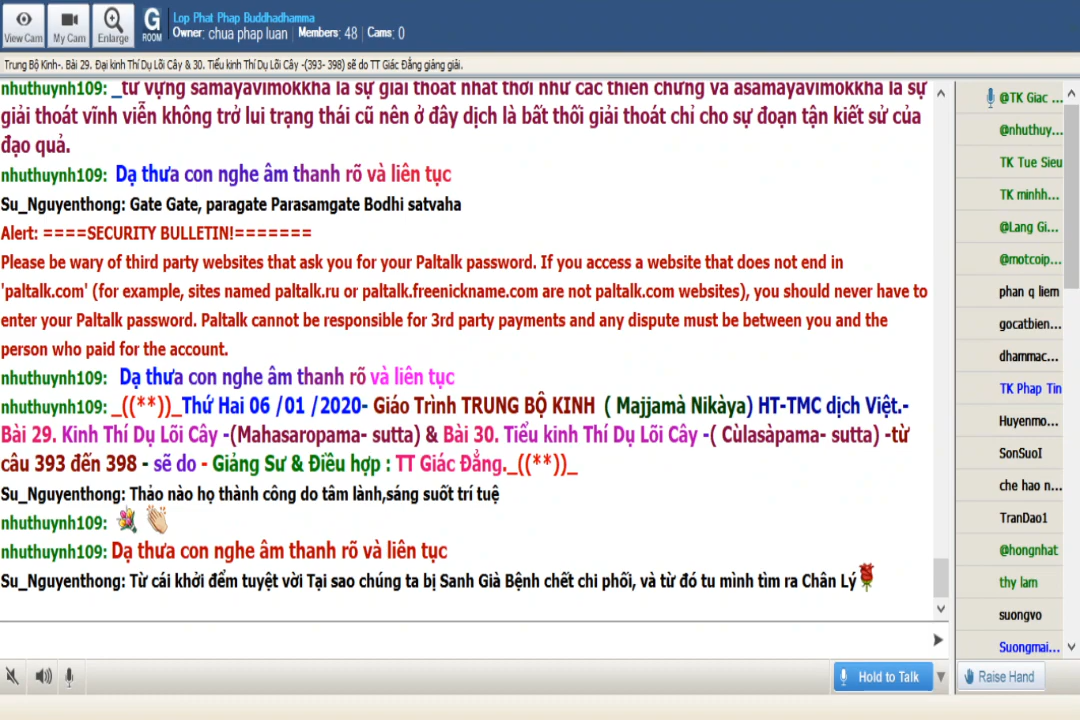 View Cam
My Cam
Enlarge
G
ROOM
Lop Phat Phap Buddhadhamma
Owner: chua phap luan | Members: 48 | Cams: 0
Trung Bộ Kinh-. Bài 29. Đại kinh Thí Dụ Lõi Cây & 30. Tiểu kinh Thí Dụ Lõi Cây -(393- 398) sẽ do TT Giác Đẳng giảng giải.
nhuthuynh109: _từ vựng samayavimokkha là sự giải thoát nhất thời như các thiền chứng và asamayavimokkha là sự
giải thoát vĩnh viễn không trở lui trạng thái cũ nên ở đây dịch là bất thối giải thoát chỉ cho sự đoạn tận kiết sử của
đạo quả.
nhuthuynh109: Dạ thưa con nghe âm thanh rõ và liên tục
Su_Nguyenthong: Gate Gate, paragate Parasamgate Bodhi satvaha
Alert: ====SECURITY BULLETIN!=======
Please be wary of third party websites that ask you for your Paltalk password. If you access a website that does not end in
'paltalk.com' (for example, sites named paltalk.ru or paltalk.freenickname.com are not paltalk.com websites), you should never have to
enter your Paltalk password. Paltalk cannot be responsible for 3rd party payments and any dispute must be between you and the
person who paid for the account.
nhuthuynh109: Dạ thưa con nghe âm thanh rõ và liên tục
nhuthuynh109: _((**))_Thứ Hai 06 /01 /2020- Giáo Trình TRUNG BỘ KINH ( Majjamà Nikàya) HT-TMC dịch Việt.-
Bài 29. Kinh Thí Dụ Lõi Cây -(Mahasaropama- sutta) & Bài 30. Tiểu kinh Thí Dụ Lõi Cây -( Cùlasàpama- sutta) -từ
câu 393 đến 398 - sẽ do - Giảng Sư & Điều hợp : TT Giác Đẳng._((**))_
Su_Nguyenthong: Thảo nào họ thành công do tâm lành,sáng suốt trí tuệ
nhuthuynh109:
nhuthuynh109: Dạ thưa con nghe âm thanh rõ và liên tục
Su_Nguyenthong: Từ cái khởi đểm tuyệt vời Tại sao chúng ta bị Sanh Già Bệnh chết chi phối, và từ đó tu mình tìm ra Chân Lý
@TK Giac ...
@nhuthuy...
TK Tue Sieu
TK minhh...
@Lang Gi...
@motcoip...
phan q liem
gocatbien...
dhammac...
TK Phap Tin
Huyenmo...
SonSuoI
che hao n...
TranDao1
@hongnhat
thy lam
suongvo
Suongmai...
Hold to Talk
Raise Hand